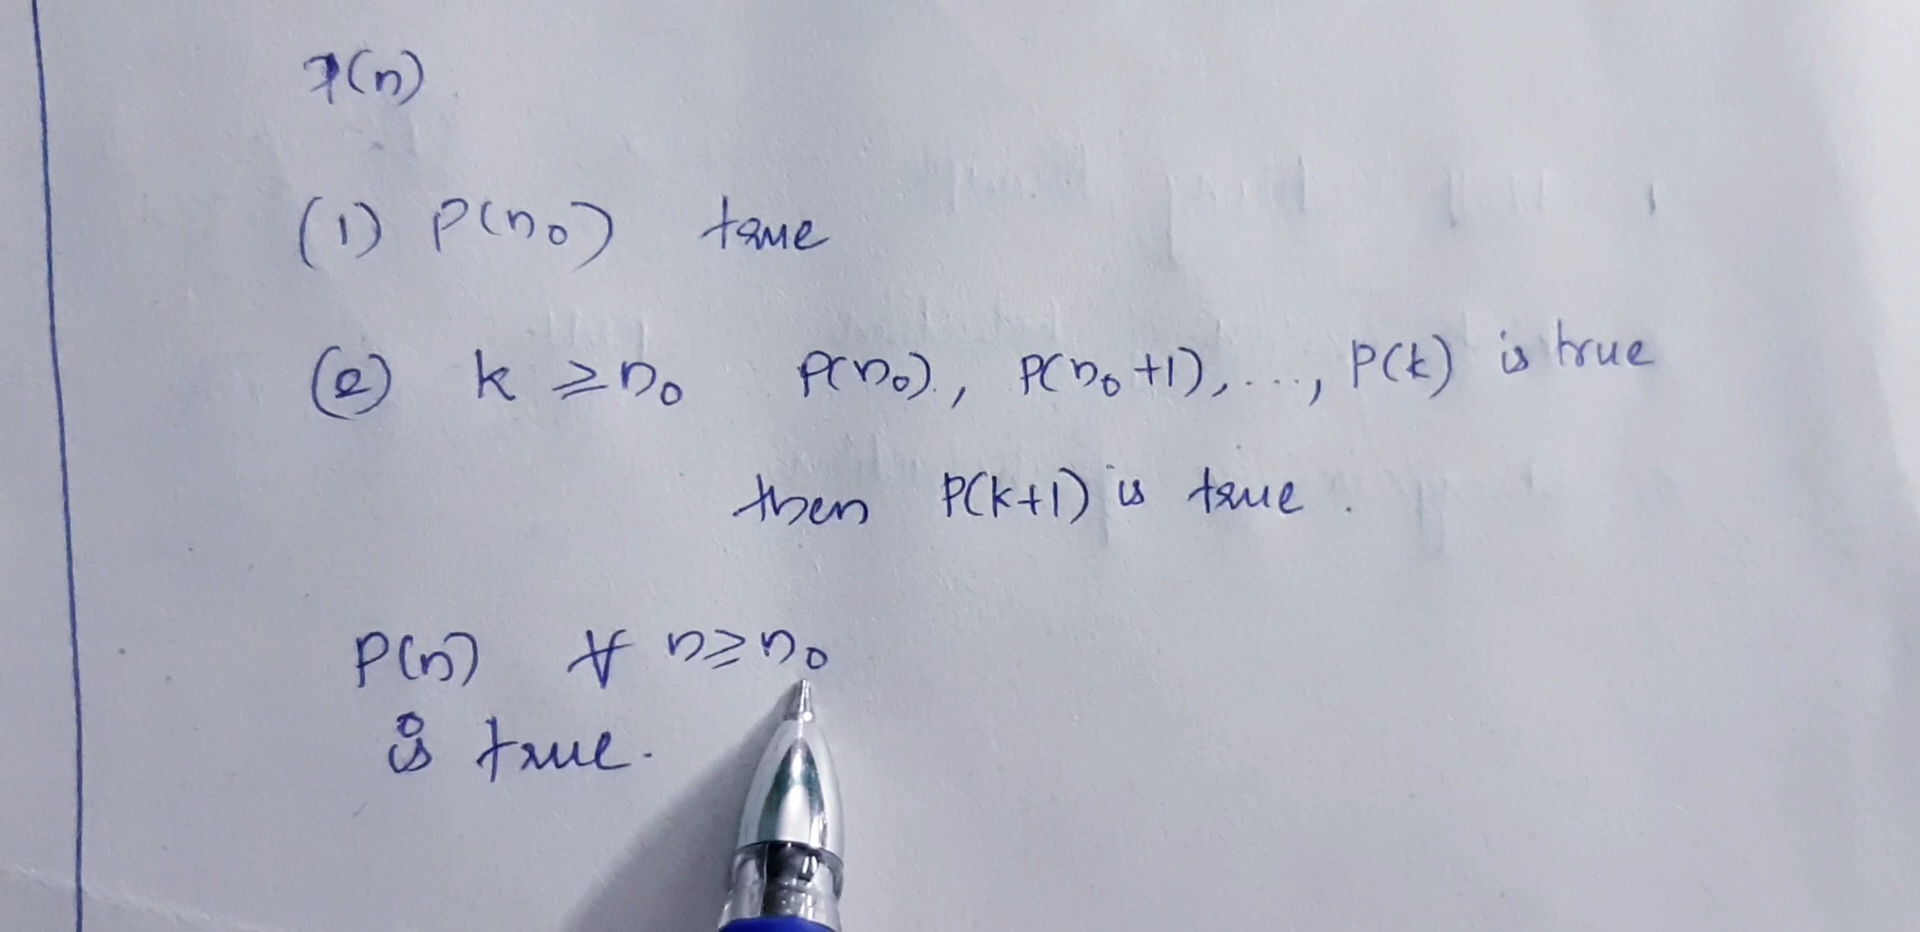 P(n)
(1) P(n₀) true
(2) k ≥ n₀ P(n₀), P(n₀+1), ...., P(k) is true
then P(k+1) is true.
P(n) ∀ n ≥ n₀
is true.